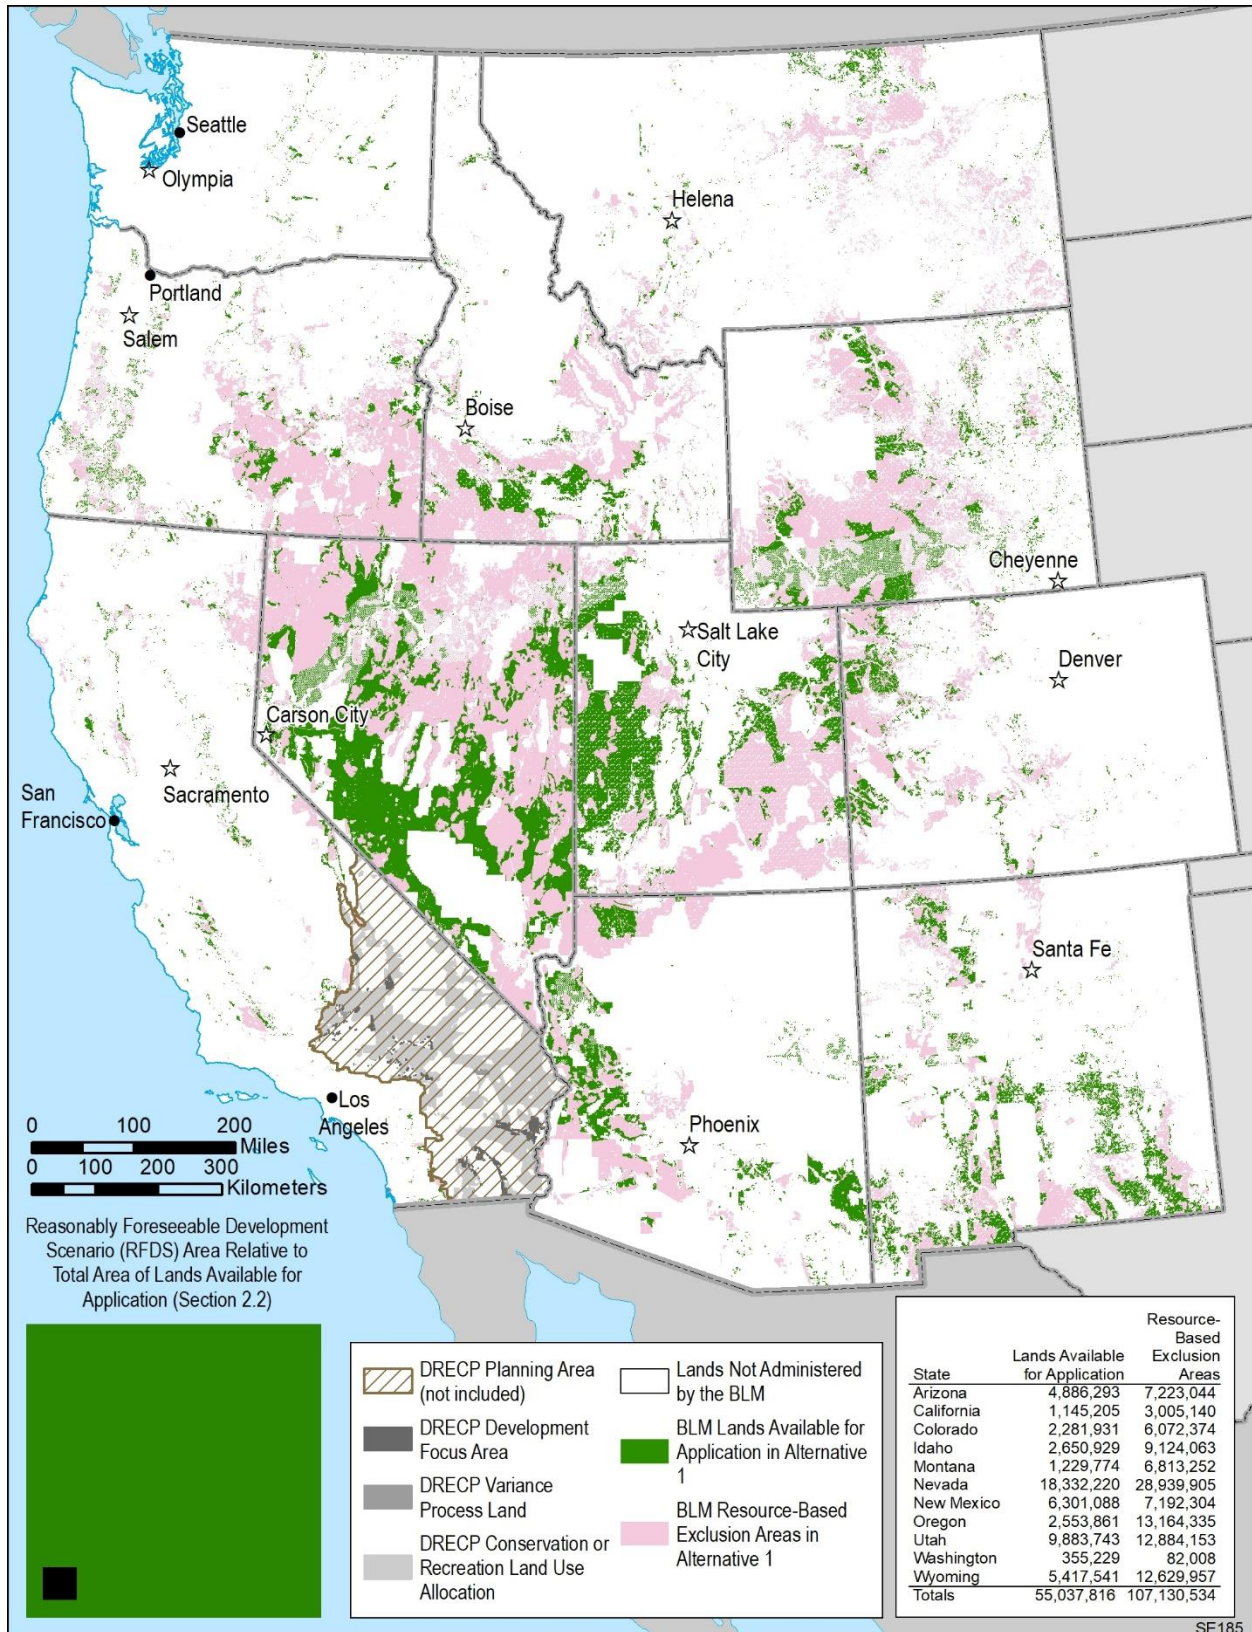 Seattle
Olympia
Helena
Portland
Salem
Boise
Cheyenne
Salt Lake
City
Denver
Carson City
Sacramento
San
Francisco
Santa Fe
Los
Angeles
Phoenix
0 100 200
Miles
0 100 200 300
Kilometers
Reasonably Foreseeable Development
Scenario (RFDS) Area Relative to
Total Area of Lands Available for
Application (Section 2.2)
DRECP Planning Area
(not included)
DRECP Development
Focus Area
DRECP Variance
Process Land
DRECP Conservation or
Recreation Land Use
Allocation
Lands Not Administered
by the BLM
BLM Lands Available for
Application in Alternative
1
BLM Resource-Based
Exclusion Areas in
Alternative 1
Resource-
Based
Lands Available Exclusion
State for Application Areas
Arizona 4,886,293 7,223,044
California 1,145,205 3,005,140
Colorado 2,281,931 6,072,374
Idaho 2,650,929 9,124,063
Montana 1,229,774 6,813,252
Nevada 18,332,220 28,939,905
New Mexico 6,301,088 7,192,304
Oregon 2,553,861 13,164,335
Utah 9,883,743 12,884,153
Washington 355,229 82,008
Wyoming 5,417,541 12,629,957
Totals 55,037,816 107,130,534
SE185